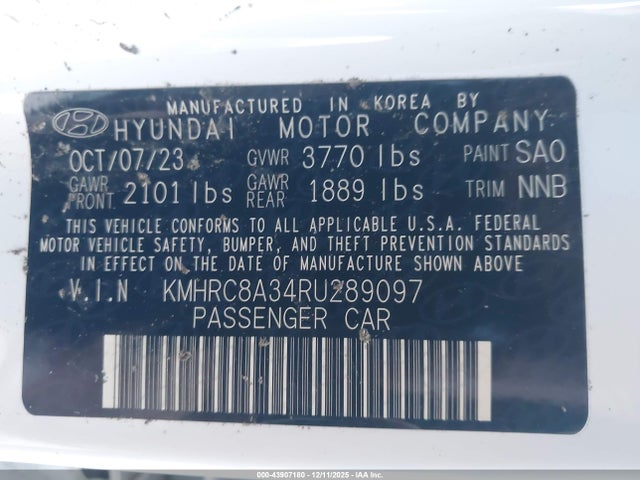 MANUFACTURED IN KOREA BY
HYUNDAI MOTOR COMPANY
OCT/07/23 GVWR 3770 lbs PAINT SAO
GAWR FRONT 2101 lbs GAWR REAR 1889 lbs TRIM NNB
THIS VEHICLE CONFORMS TO ALL APPLICABLE U.S.A. FEDERAL
MOTOR VEHICLE SAFETY, BUMPER, AND THEFT PREVENTION STANDARDS
IN EFFECT ON THE DATE OF MANUFACTURE SHOWN ABOVE
V.I.N KMHRC8A34RU289097
PASSENGER CAR
000-43907160 - 12/11/2025 - IAA Inc.